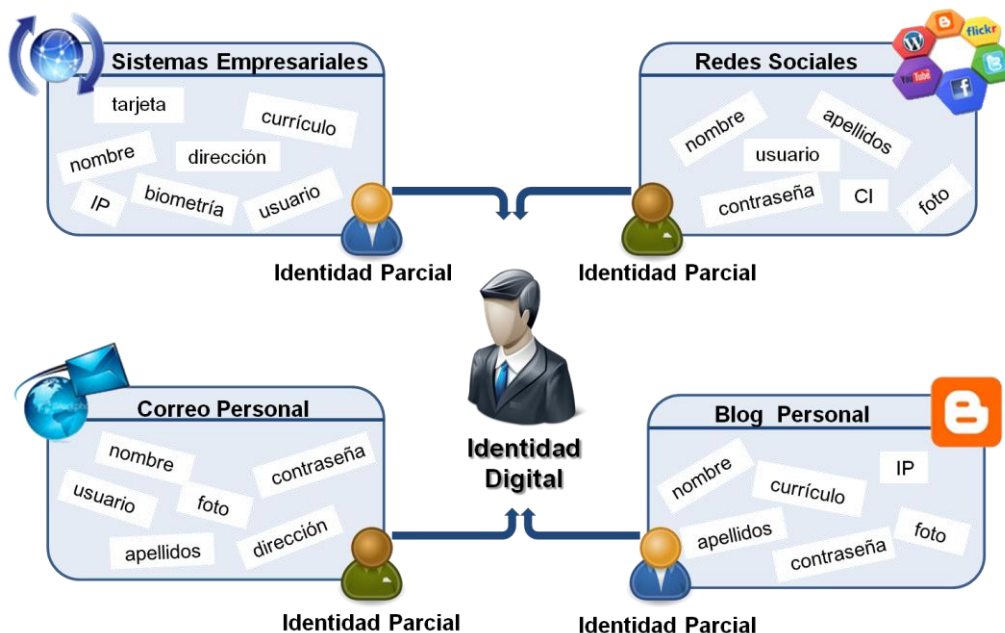 Sistemas Empresariales
tarjeta
currículo
nombre
dirección
IP
biometría
usuario
Identidad Parcial
Redes Sociales
flickr
YouTube
nombre
apellidos
usuario
contraseña
CI
foto
Identidad Parcial
Identidad
Digital
Correo Personal
nombre
contraseña
usuario
foto
apellidos
dirección
Identidad Parcial
Blog Personal
nombre
IP
currículo
apellidos
foto
contraseña
Identidad Parcial